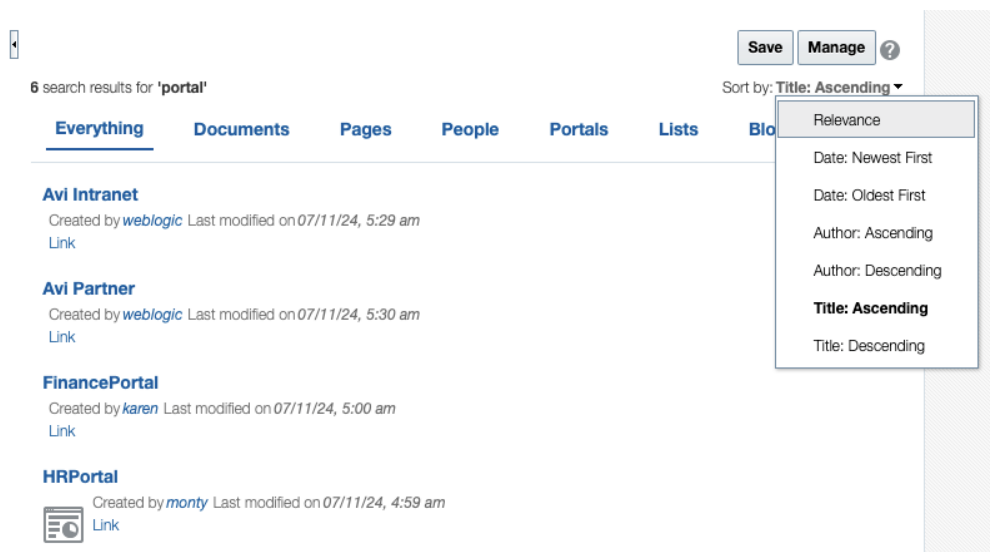 Save Manage ?
6 search results for 'portal' Sort by: Title: Ascending
Everything Documents Pages People Portals Lists Blo
Relevance
Date: Newest First
Date: Oldest First
Author: Ascending
Author: Descending
Title: Ascending
Title: Descending
Avi Intranet
Created by weblogic Last modified on 07/11/24, 5:29 am
Link
Avi Partner
Created by weblogic Last modified on 07/11/24, 5:30 am
Link
FinancePortal
Created by karen Last modified on 07/11/24, 5:00 am
Link
HRPortal
Created by monty Last modified on 07/11/24, 4:59 am
Link